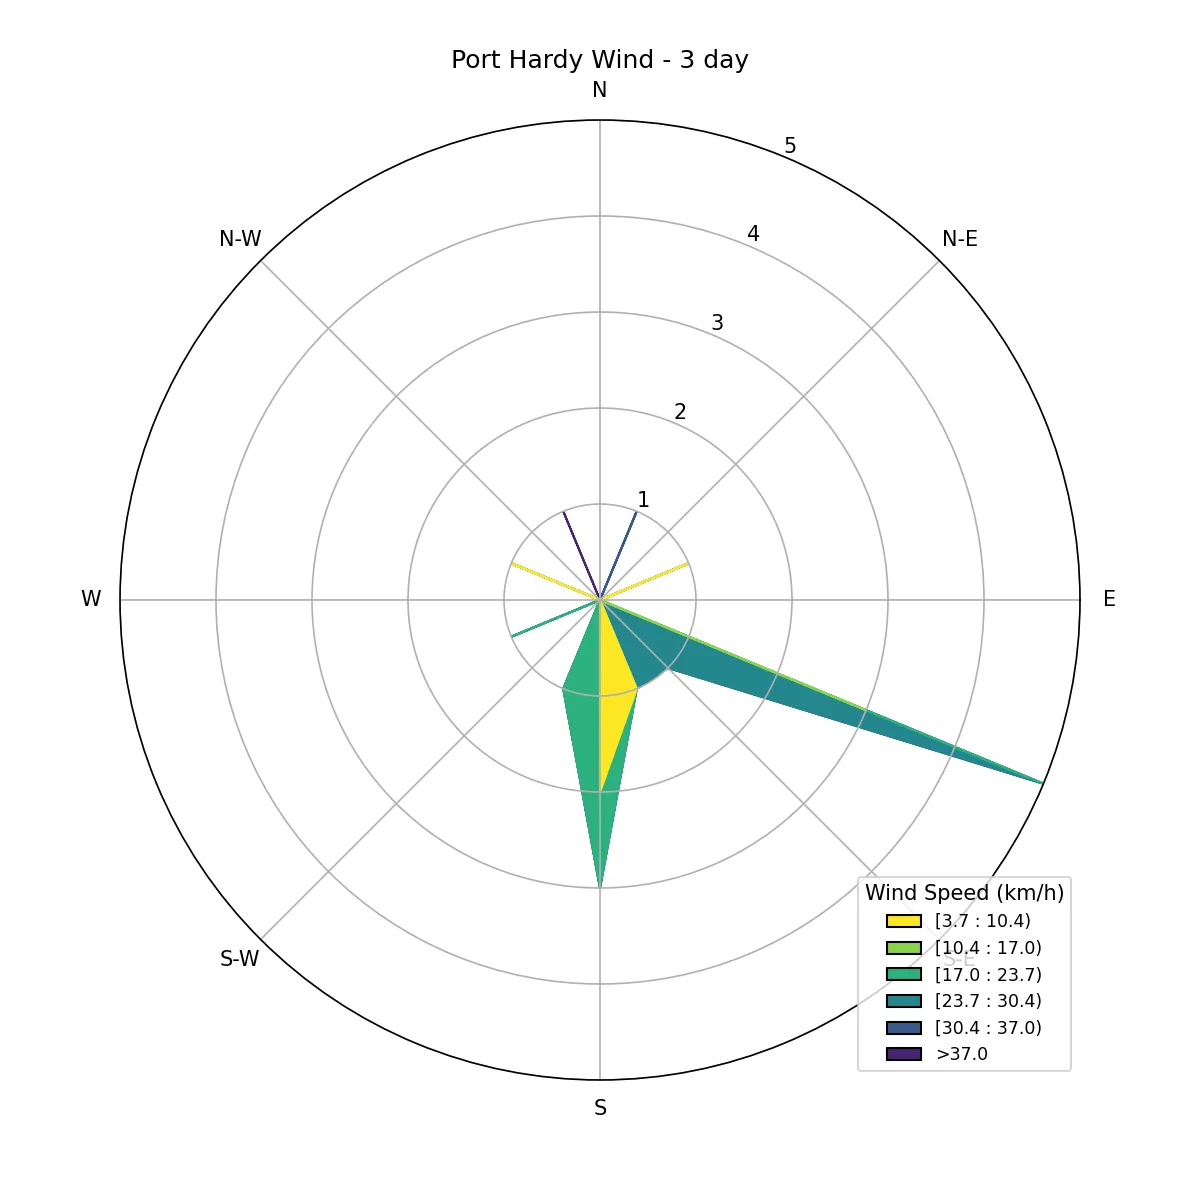 Port Hardy Wind - 3 day
N
5
N-W
N-E
4
3
2
1
W
E
Wind Speed (km/h)
[3.7 : 10.4)
[10.4 : 17.0)
S-W
S-E
[17.0 : 23.7)
[23.7 : 30.4)
[30.4 : 37.0)
>37.0
S